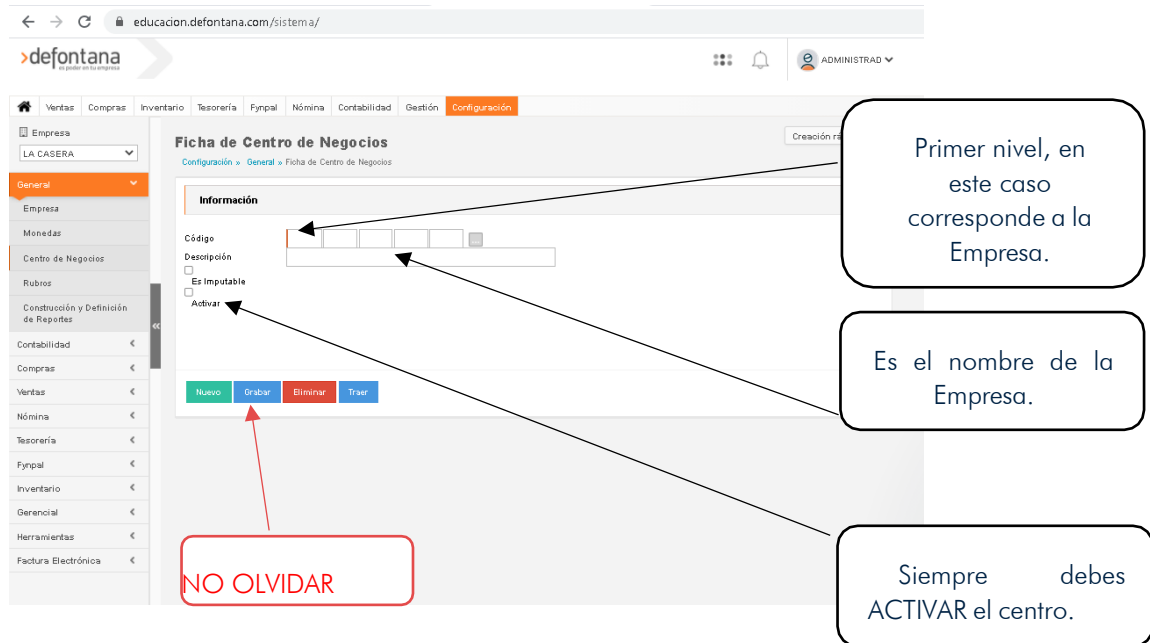 educacion.defontana.com/sistema/
>defontana
es poder en tu empresa
ADMINISTRAD
Ventas Compras Inventario Tesorería Fynpal Nómina Contabilidad Gestión Configuración
Empresa
LA CASERA
General
Empresa
Monedas
Centro de Negocios
Rubros
Construcción y Definición
de Reportes
Contabilidad
Compras
Ventas
Nómina
Tesorería
Fynpal
Inventario
Gerencial
Herramientas
Factura Electrónica
Ficha de Centro de Negocios
Creación rá
Configuración » General » Ficha de Centro de Negocios
Información
Código
...
Descripción
Es Imputable
Activar
Nuevo Grabar Eliminar Traer
Primer nivel, en
este caso
corresponde a la
Empresa.
Es el nombre de la
Empresa.
Siempre debes
ACTIVAR el centro.
NO OLVIDAR